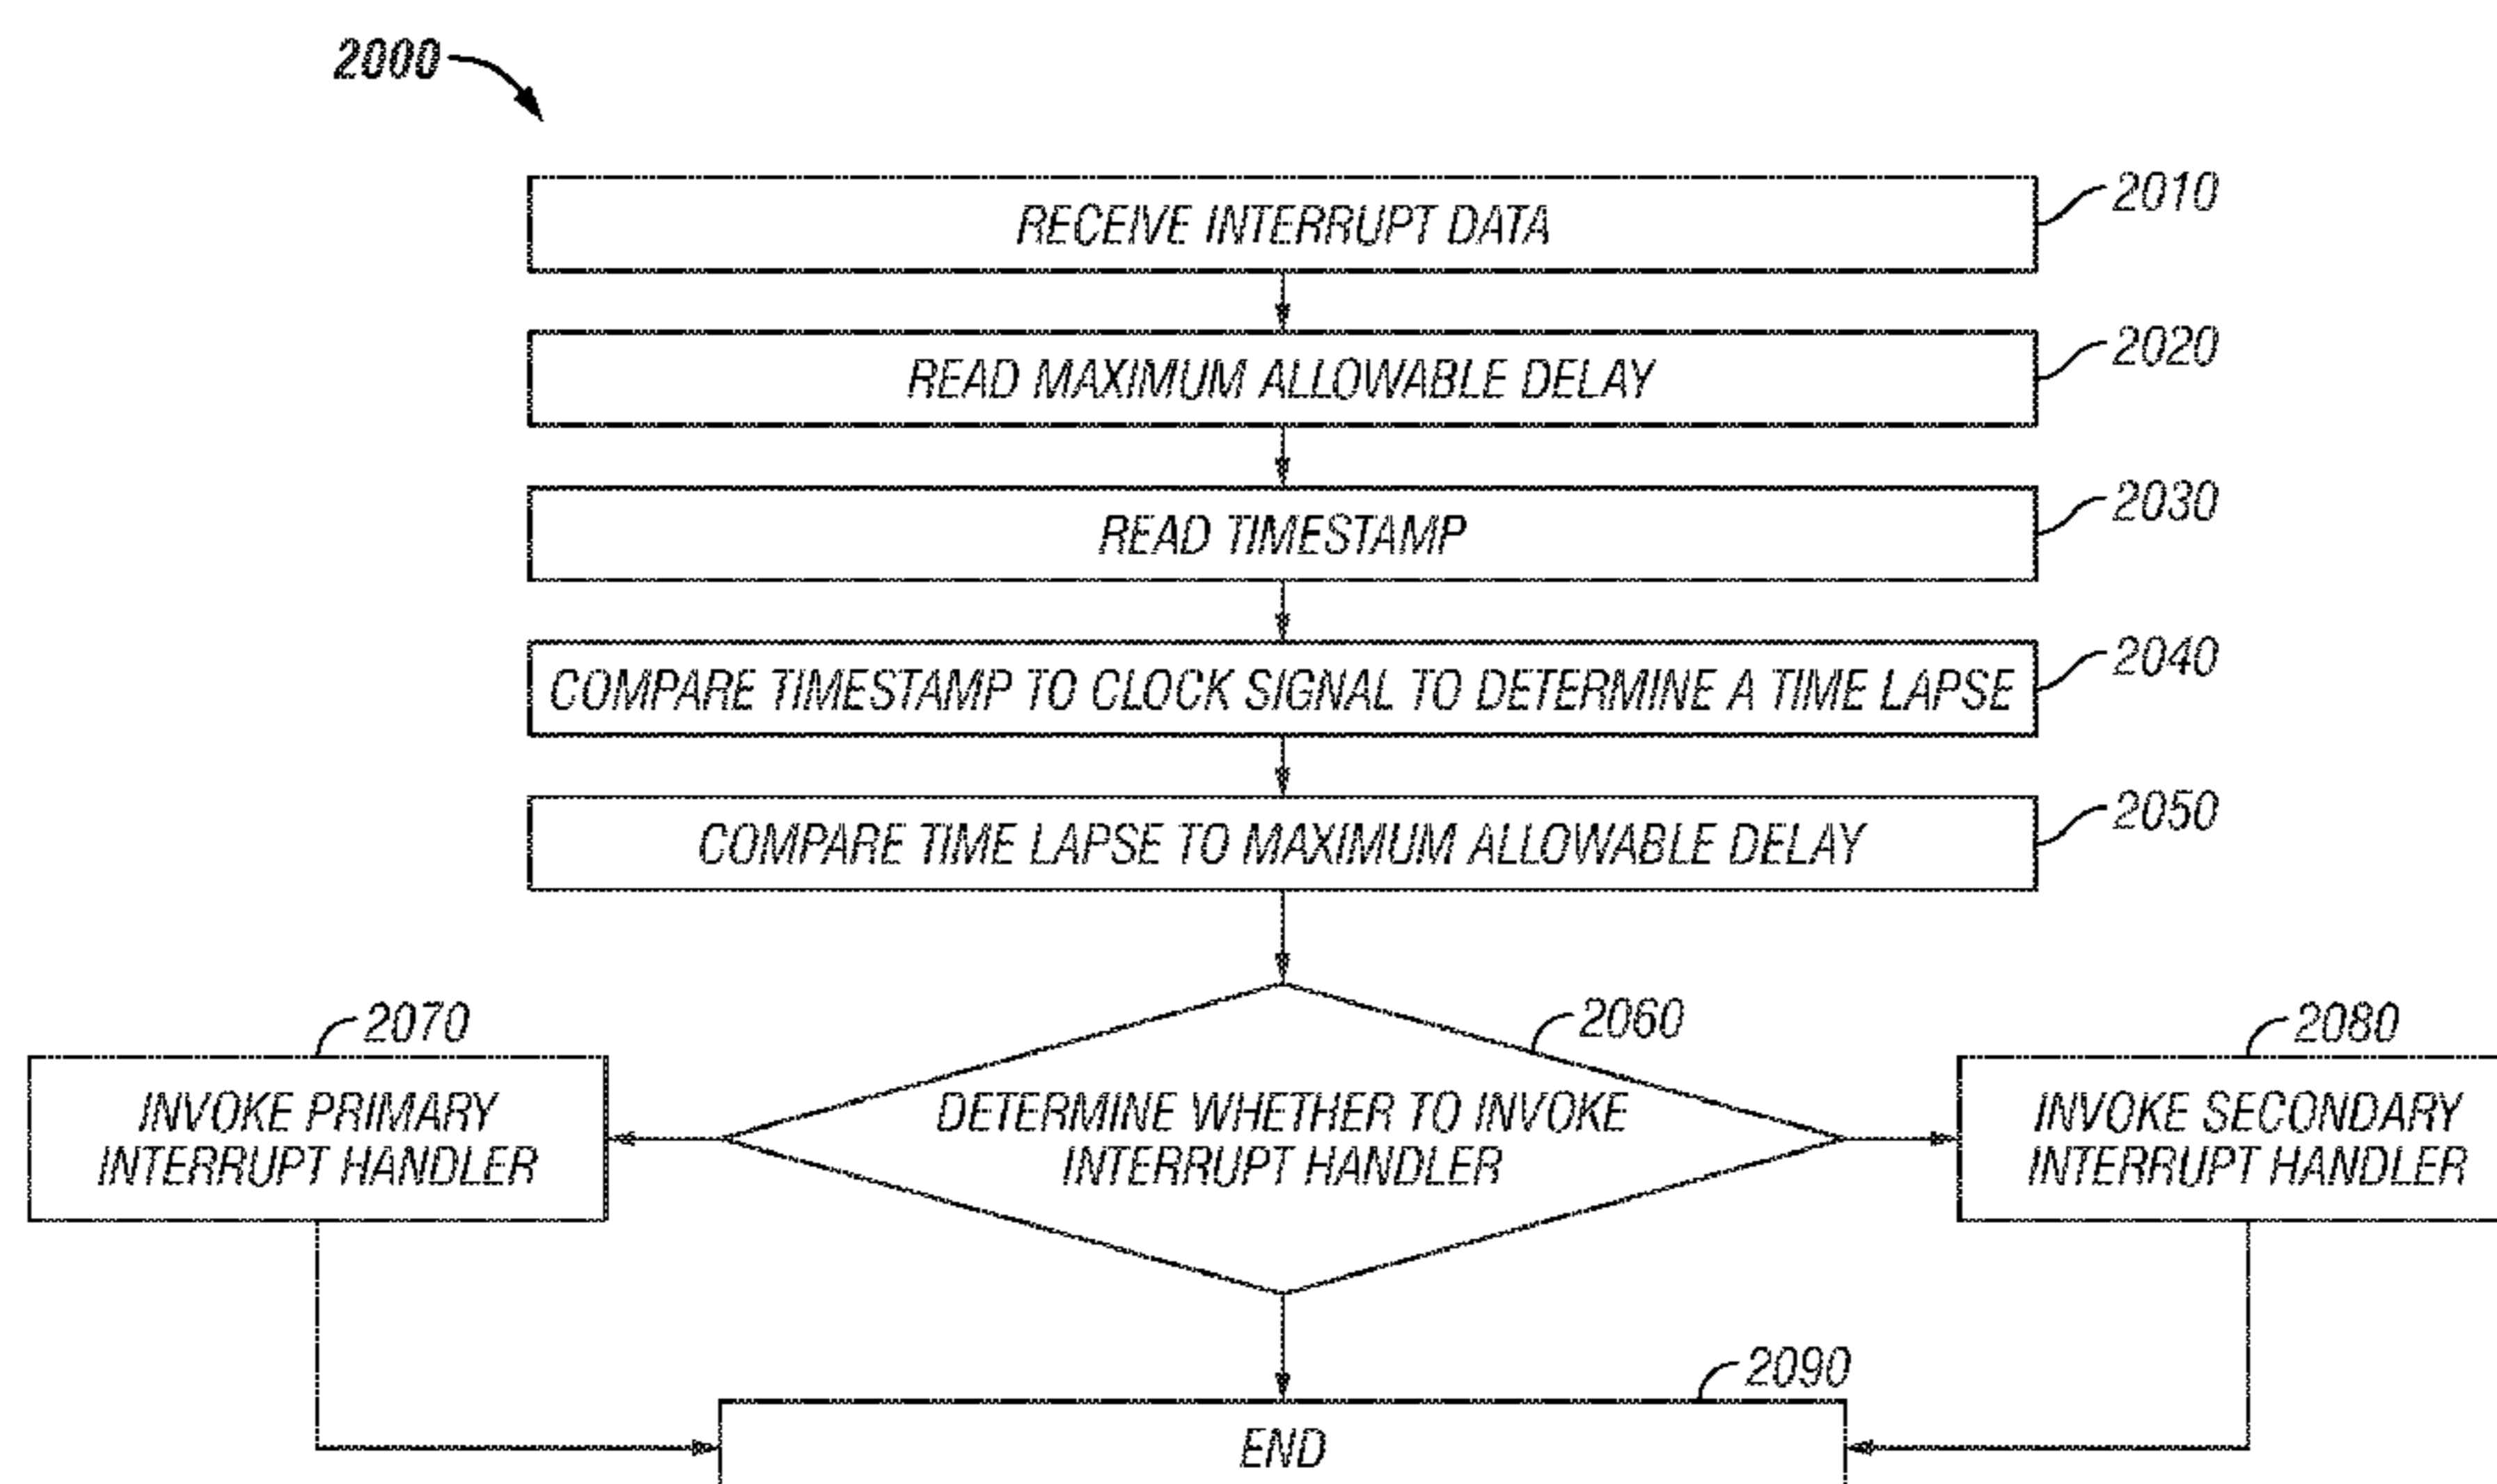 2000
RECEIVE INTERRUPT DATA
2010
READ MAXIMUM ALLOWABLE DELAY
2020
READ TIMESTAMP
2030
COMPARE TIMESTAMP TO CLOCK SIGNAL TO DETERMINE A TIME LAPSE
2040
COMPARE TIME LAPSE TO MAXIMUM ALLOWABLE DELAY
2050
2070
INVOKE PRIMARY
INTERRUPT HANDLER
2060
DETERMINE WHETHER TO INVOKE
INTERRUPT HANDLER
2080
INVOKE SECONDARY
INTERRUPT HANDLER
2090
END